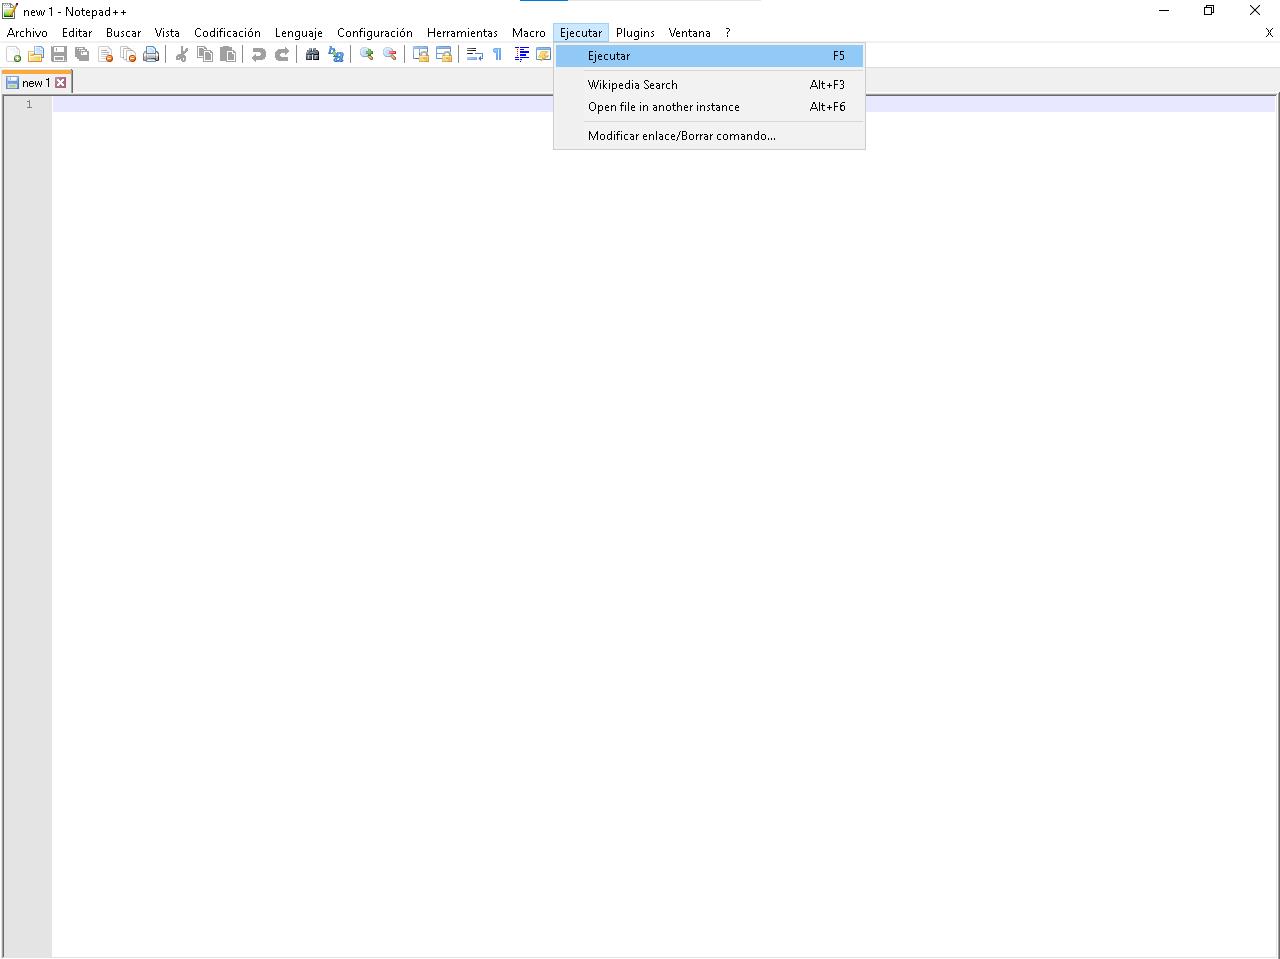 new 1 - Notepad++
Archivo Editar Buscar Vista Codificación Lenguaje Configuración Herramientas Macro Ejecutar Plugins Ventana ? X
Ejecutar F5
new 1
Wikipedia Search Alt+F3
1
Open file in another instance Alt+F6
Modificar enlace/Borrar comando...